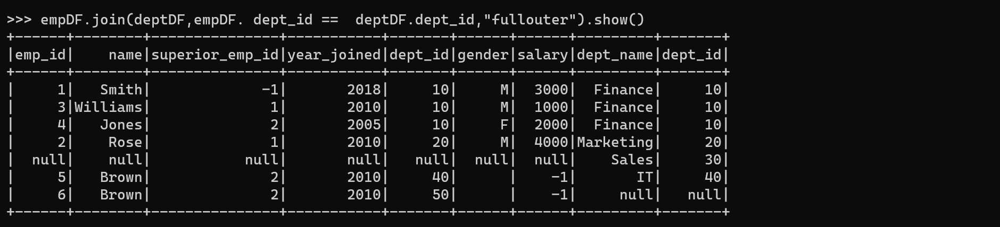 >>> empDF.join(deptDF,empDF. dept_id ==  deptDF.dept_id,"fullouter").show()
+------+--------+---------------+-----------+-------+------+------+---------+-------+
|emp_id|    name|superior_emp_id|year_joined|dept_id|gender|salary|dept_name|dept_id|
+------+--------+---------------+-----------+-------+------+------+---------+-------+
|     1|   Smith|             -1|       2018|     10|     M|  3000|  Finance|     10|
|     3|Williams|              1|       2010|     10|     M|  1000|  Finance|     10|
|     4|   Jones|              2|       2005|     10|     F|  2000|  Finance|     10|
|     2|    Rose|              1|       2010|     20|     M|  4000|Marketing|     20|
|  null|    null|           null|       null|   null|  null|  null|    Sales|     30|
|     5|   Brown|              2|       2010|     40|      |    -1|       IT|     40|
|     6|   Brown|              2|       2010|     50|      |    -1|     null|   null|
+------+--------+---------------+-----------+-------+------+------+---------+-------+